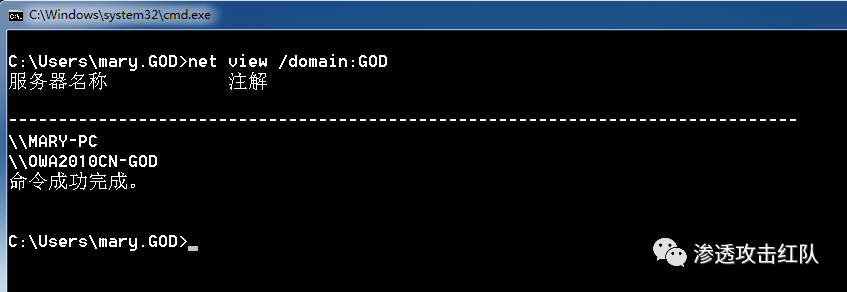 C:\Windows\system32\cmd.exe
C:\Users\mary.GOD>net view /domain:GOD
服务器名称            注解
-------------------------------------------------------------------------------
\\MARY-PC
\\OWA2010CN-GOD
命令成功完成。
C:\Users\mary.GOD>
渗透攻击红队